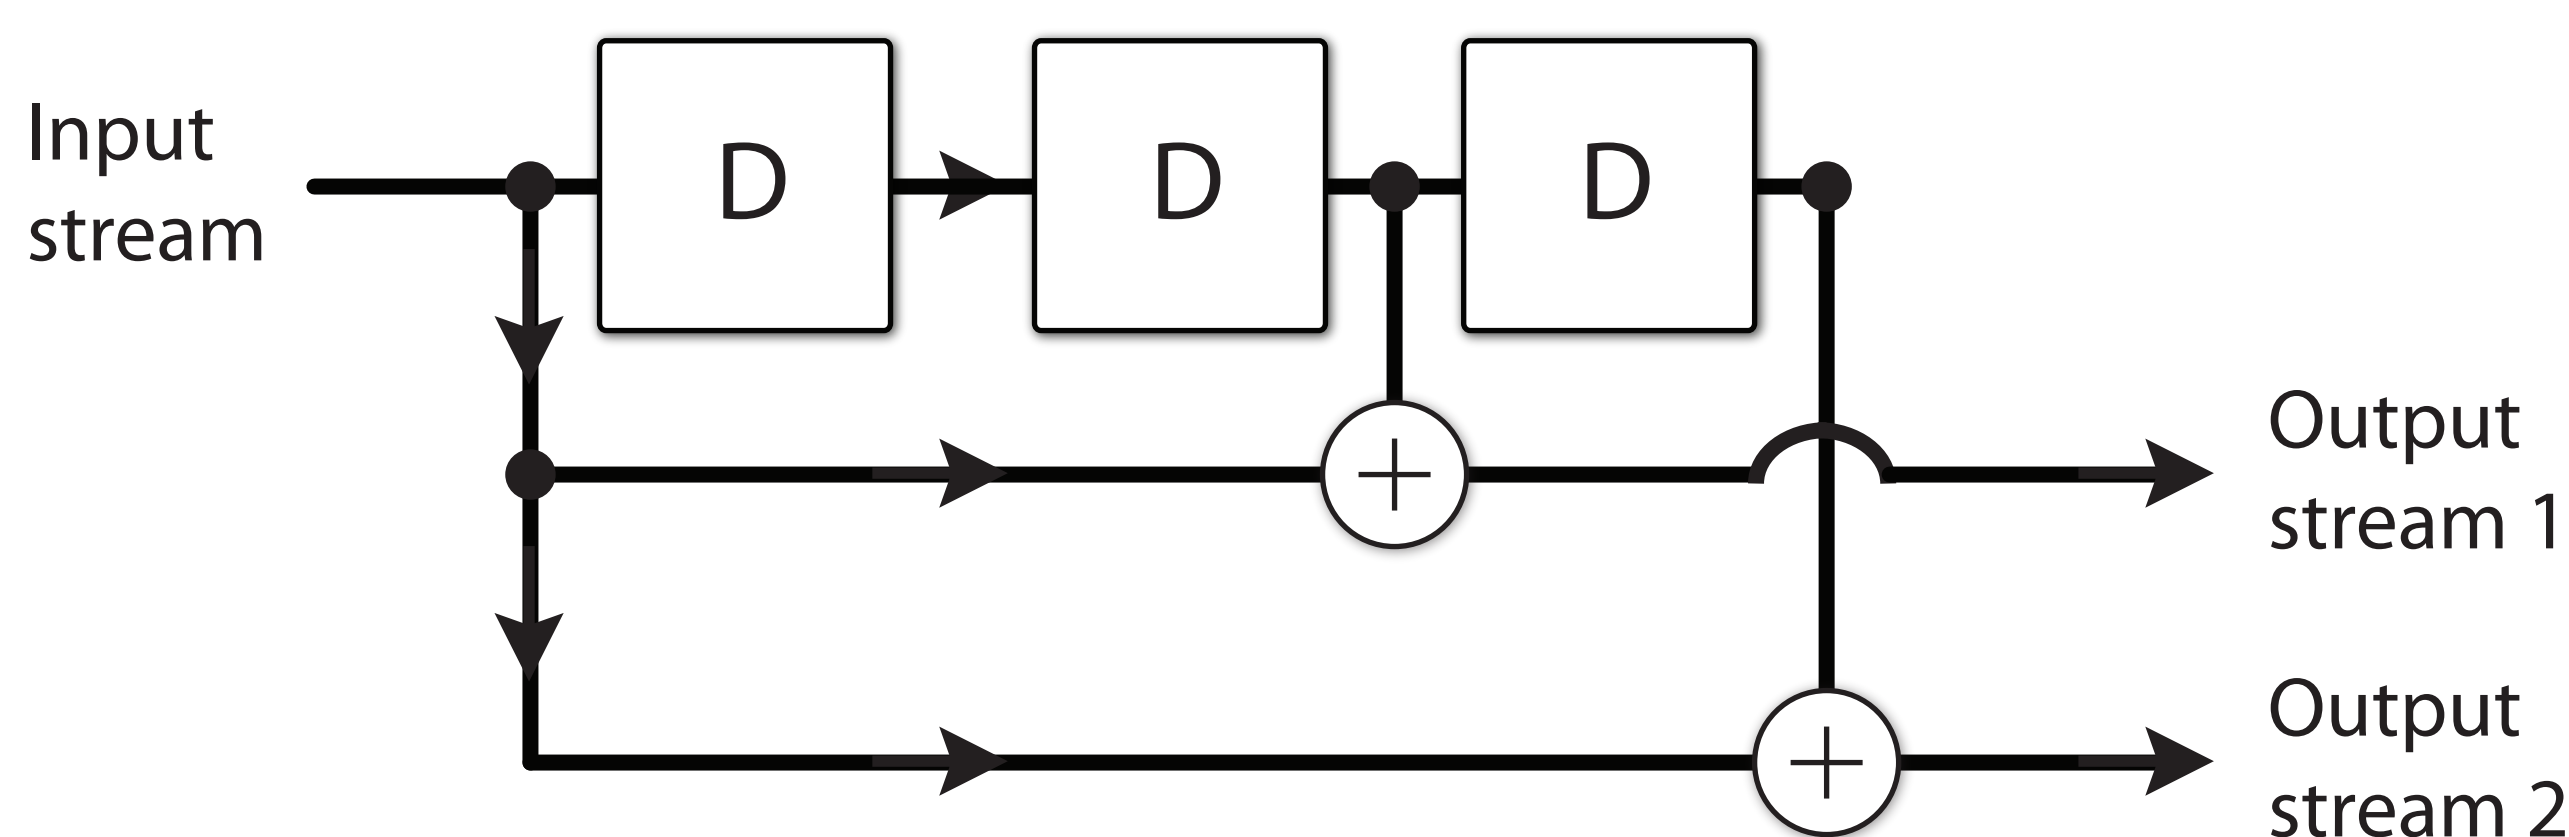 Input
stream
D
D
D
+
Output
stream 1
+
Output
stream 2